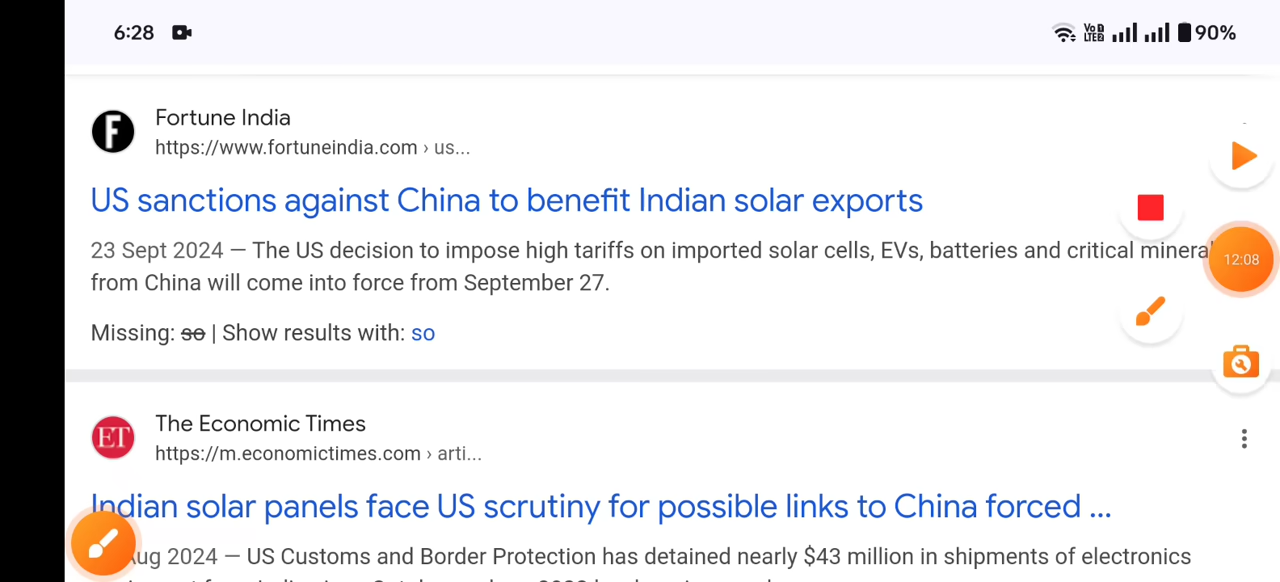 6:28
Vo LTE 90%
Fortune India
https://www.fortuneindia.com › us...
US sanctions against China to benefit Indian solar exports
23 Sept 2024 — The US decision to impose high tariffs on imported solar cells, EVs, batteries and critical
from China will come into force from September 27.
12:08
Missing: so | Show results with: so
ET
The Economic Times
https://m.economictimes.com › arti...
Indian solar panels face US scrutiny for possible links to China forced ...
Aug 2024 — US Customs and Border Protection has detained nearly $43 million in shipments of electronics